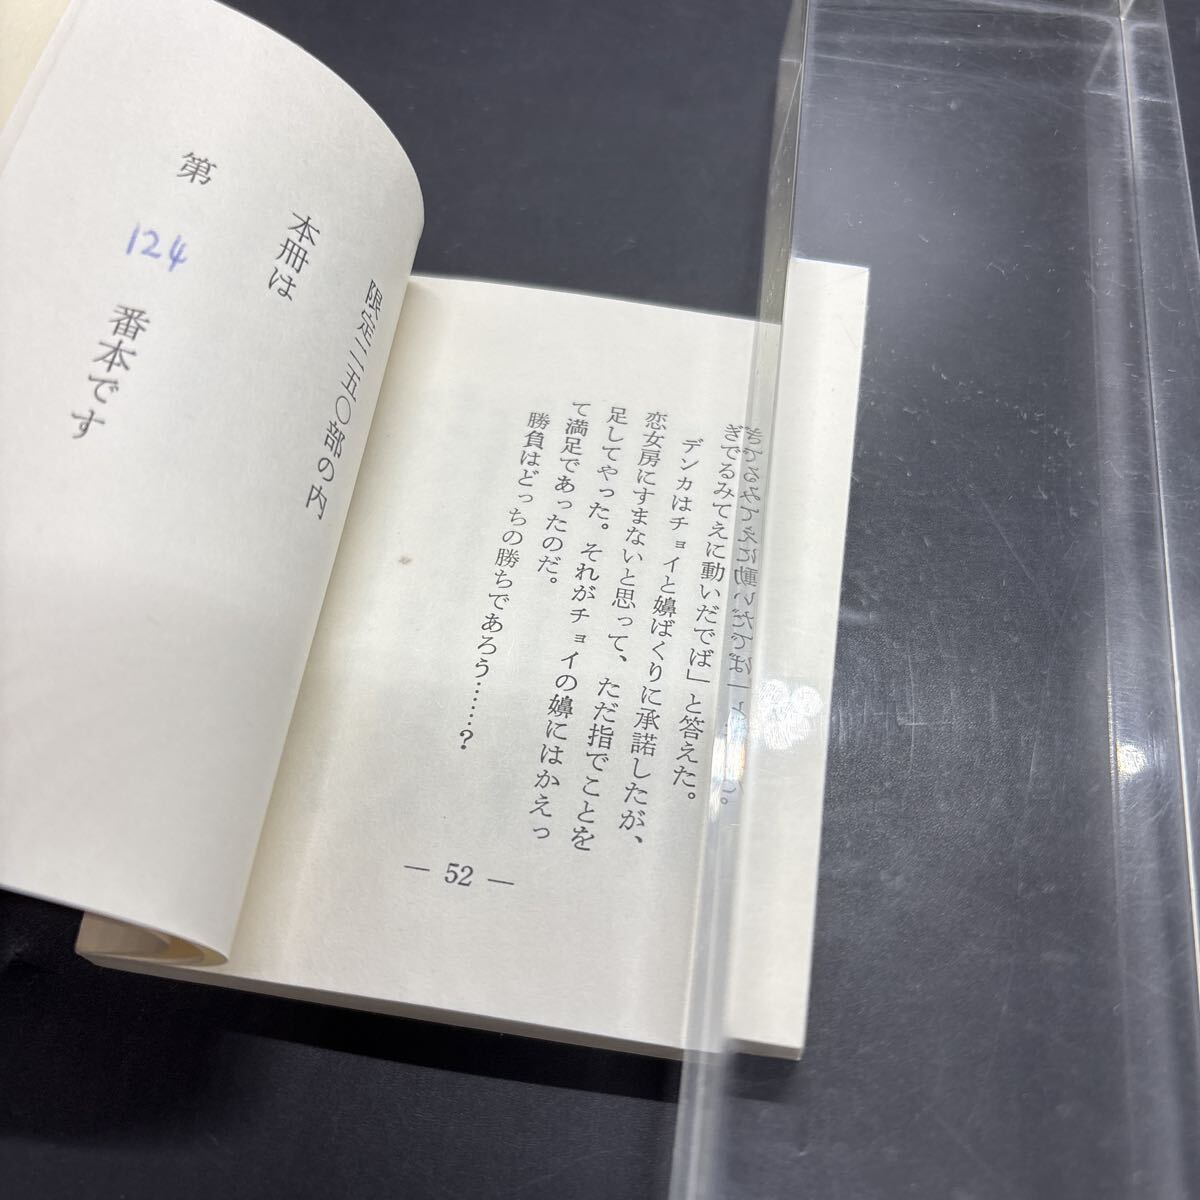 ぎでるみてえに動いだでば」と答えた。
デンカはチョイと嬶ばくりに承諾したが、
恋女房にすまないと思って、ただ指でことを
足してやった。それがチョイの嬶にはかえっ
て満足であったのだ。
勝負はどっちの勝ちであろう……?
— 52 —
限定二五〇部の内
本冊は
第 124 番本です